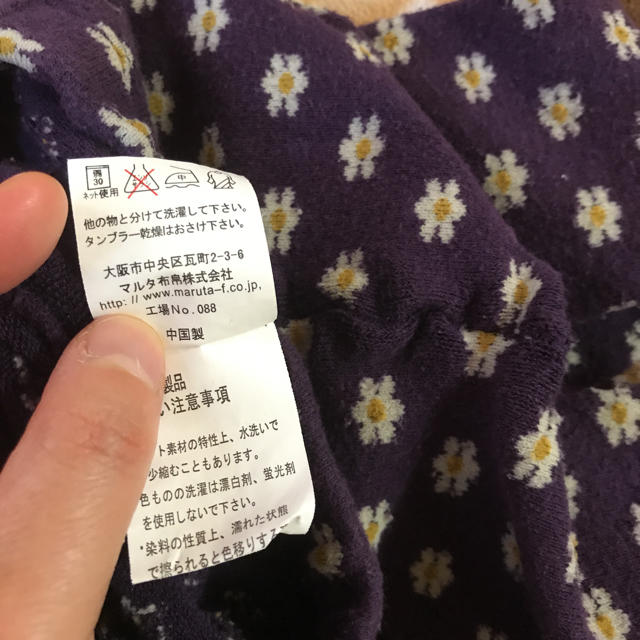 弱
30
中
ネット使用
他の物と分けて洗濯して下さい。
タンブラー乾燥はおさけ下さい。
大阪市中央区瓦町2-3-6
マルタ布帛株式会社
http://www.maruta-f.co.jp
工場No.088
中国製
製品
い注意事項
ト素材の特性上、水洗いで
少縮むこともあります。
色ものの洗濯は漂白剤、蛍光剤
を使用しないで下さい。
*染料の性質上、濡れた状態
で擦られると色移りする